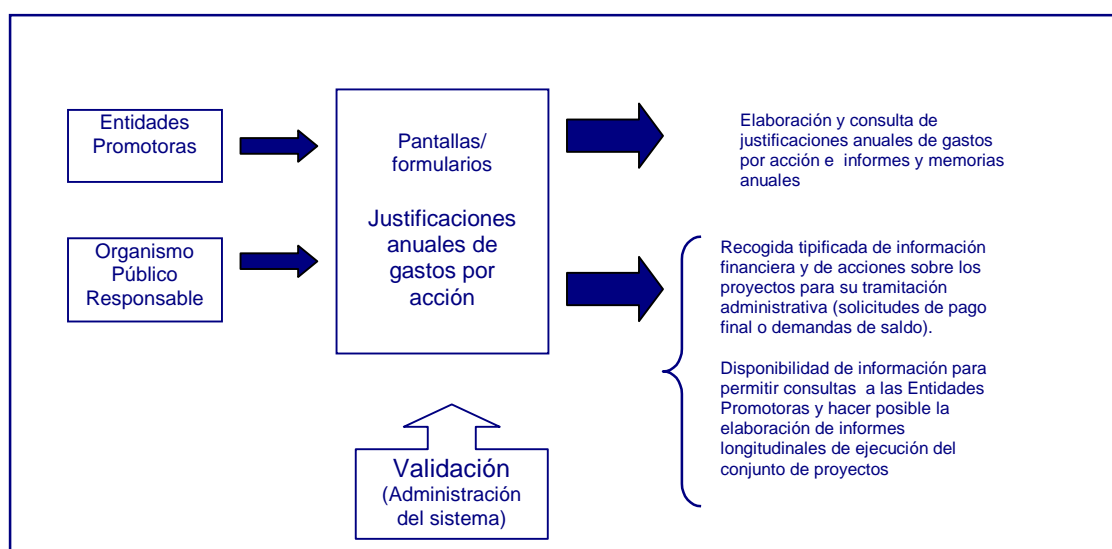 Entidades
Promotoras
Organismo
Público
Responsable
Pantallas/
formularios
Justificaciones
anuales de
gastos por
acción
Validación
(Administración
del sistema)
Elaboración y consulta de
justificaciones anuales de gastos
por acción e informes y memorias
anuales
Recogida tipificada de información
financiera y de acciones sobre los
proyectos para su tramitación
administrativa (solicitudes de pago
final o demandas de saldo).
Disponibilidad de información para
permitir consultas a las Entidades
Promotoras y hacer posible la
elaboración de informes
longitudinales de ejecución del
conjunto de proyectos